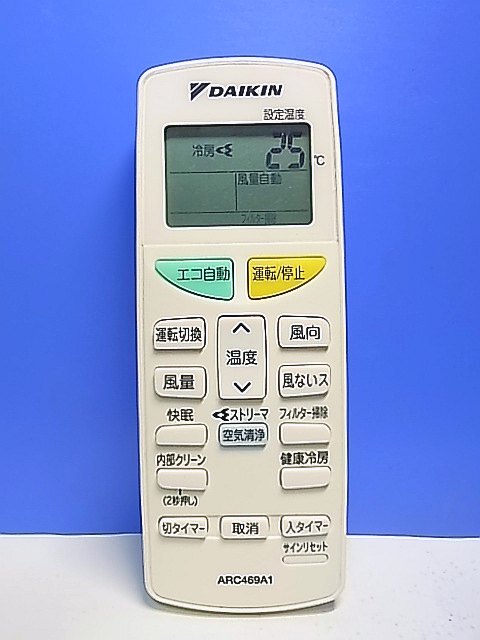 DAIKIN
設定温度
冷房 25 ℃
風量自動
フィルター掃除
エコ自動 運転/停止
運転切換 温度 風向
風量 風ないス
快眠 ストリーマ フィルター掃除
空気清浄
内部クリーン 健康冷房
(2秒押し)
切タイマー 取消 入タイマー
サインリセット
ARC469A1